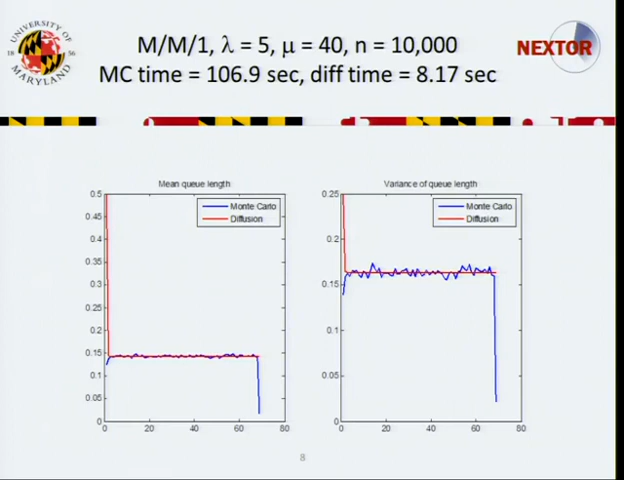 UNIVERSITY OF
18 56
MARYLAND
M/M/1, λ = 5, μ = 40, n = 10,000
MC time = 106.9 sec, diff time = 8.17 sec
NEXTOR
Mean queue length
Monte Carlo
Diffusion
0.5
0.45
0.4
0.35
0.3
0.25
0.2
0.15
0.1
0.05
0
0 20 40 60 80
Variance of queue length
Monte Carlo
Diffusion
0.25
0.2
0.15
0.1
0.05
0
0 20 40 60 80
8